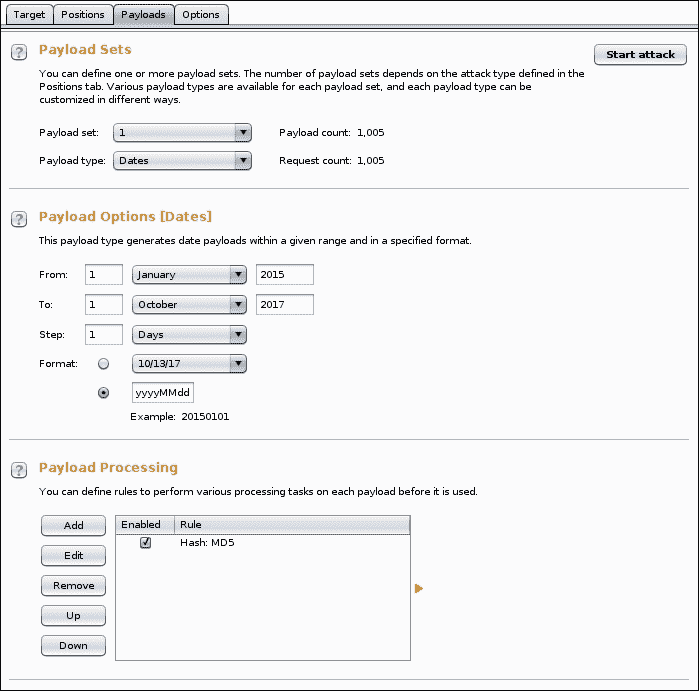 Target Positions Payloads Options
? Payload Sets Start attack
You can define one or more payload sets. The number of payload sets depends on the attack type defined in the
Positions tab. Various payload types are available for each payload set, and each payload type can be
customized in different ways.
Payload set: 1 Payload count: 1,005
Payload type: Dates Request count: 1,005
? Payload Options [Dates]
This payload type generates date payloads within a given range and in a specified format.
From: 1 January 2015
To: 1 October 2017
Step: 1 Days
Format: 10/13/17
yyyyMMdd
Example: 20150101
? Payload Processing
You can define rules to perform various processing tasks on each payload before it is used.
Add Enabled Rule
Hash: MD5
Edit
Remove
Up
Down